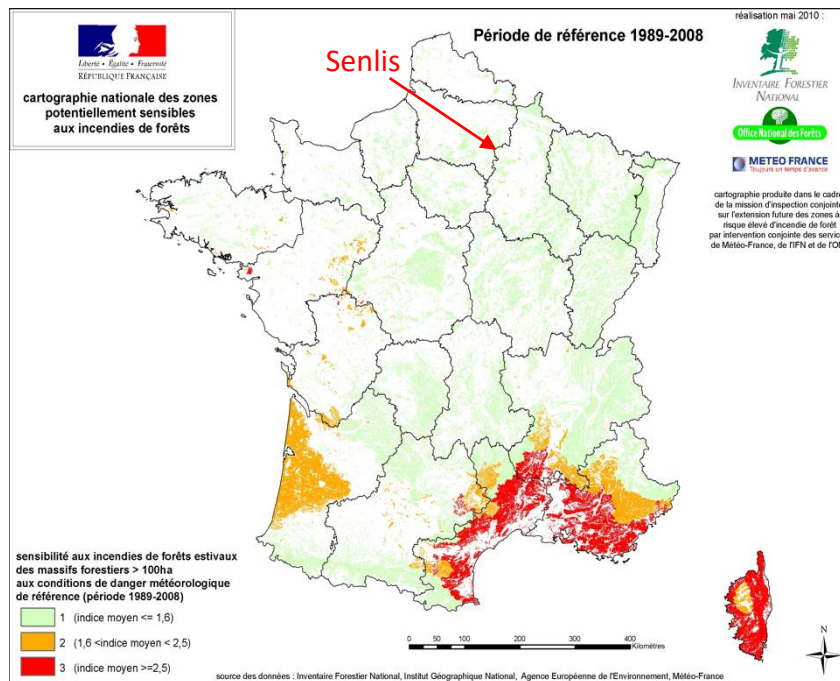 Liberté • Égalité • Fraternité
RÉPUBLIQUE FRANÇAISE
cartographie nationale des zones
potentiellement sensibles
aux incendies de forêts
Période de référence 1989-2008
Senlis
réalisation mai 2010 :
INVENTAIRE FORESTIER
NATIONAL
Office National des Forêts
METEO FRANCE
Toujours un temps d'avance
cartographie produite dans le cadre
de la mission d'inspection conjointe
sur l'extension future des zones à
risque élevé d'incendie de forêt
par intervention conjointe des servic
de Météo-France, de l'IFN et de l'O
sensibilité aux incendies de forêts estivaux
des massifs forestiers > 100ha
aux conditions de danger météorologique
de référence (période 1989-2008)
1 (indice moyen <= 1,6)
2 (1,6 <indice moyen < 2,5)
3 (indice moyen >=2,5)
0 50 100 200 300 400
Kilomètres
N
source des données : Inventaire Forestier National, Institut Géographique National, Agence Européenne de l'Environnement, Météo-France